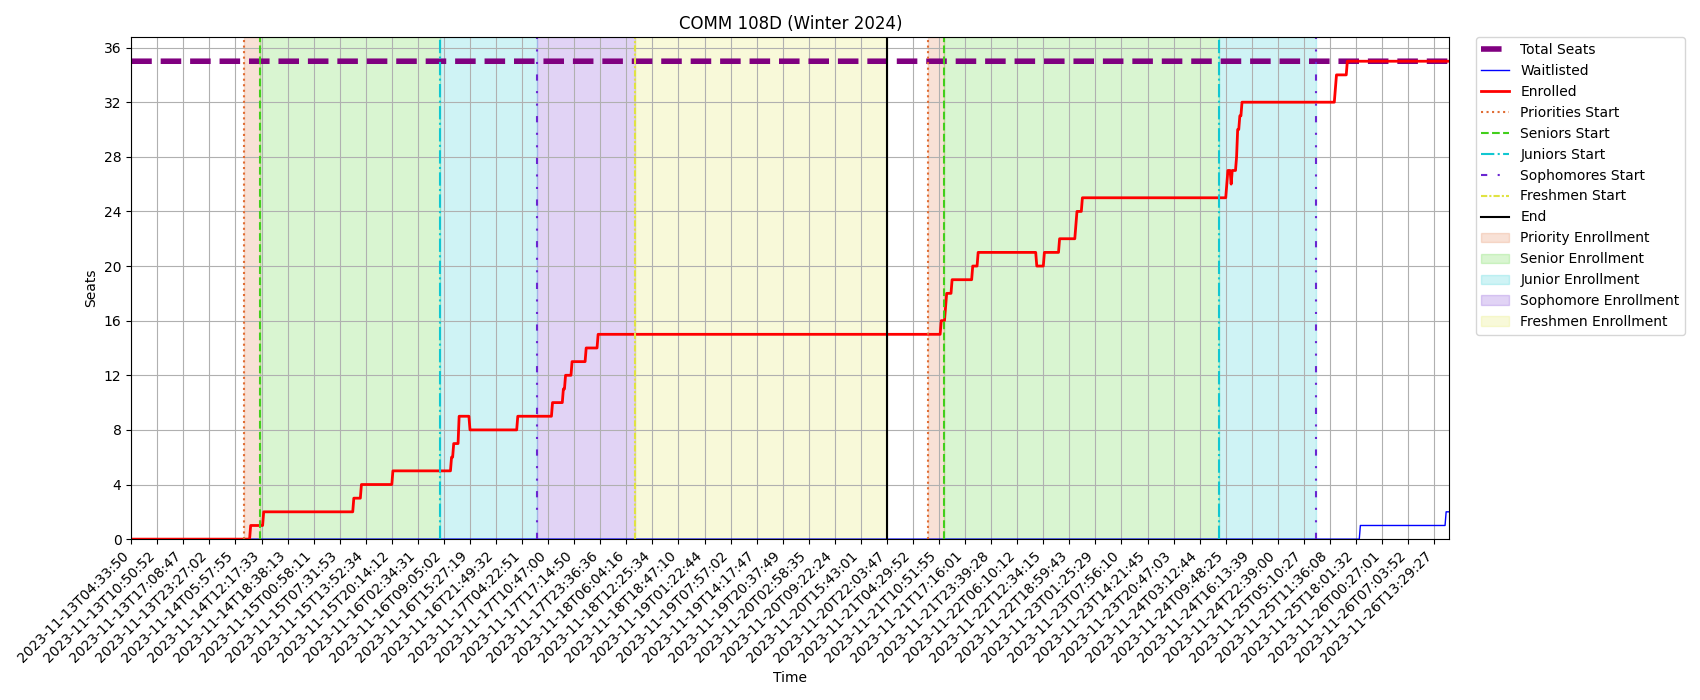 COMM 108D (Winter 2024)
36
32
28
24
20
16
12
8
4
0
Seats
2023-11-13T04:33:50
2023-11-13T10:50:52
2023-11-13T17:08:47
2023-11-13T23:27:02
2023-11-14T05:57:55
2023-11-14T12:17:33
2023-11-14T18:38:13
2023-11-15T00:58:11
2023-11-15T07:31:53
2023-11-15T13:52:34
2023-11-15T20:14:12
2023-11-16T02:34:31
2023-11-16T09:05:02
2023-11-16T15:27:19
2023-11-16T21:49:32
2023-11-17T04:22:51
2023-11-17T10:47:00
2023-11-17T17:14:50
2023-11-17T23:36:36
2023-11-18T06:04:16
2023-11-18T12:25:34
2023-11-18T18:47:10
2023-11-19T01:22:44
2023-11-19T07:57:02
2023-11-19T14:17:47
2023-11-19T20:37:49
2023-11-20T02:58:35
2023-11-20T09:22:24
2023-11-20T15:43:01
2023-11-20T22:03:47
2023-11-21T04:29:52
2023-11-21T10:51:55
2023-11-21T17:16:01
2023-11-21T23:39:28
2023-11-22T06:10:12
2023-11-22T12:34:15
2023-11-22T18:59:43
2023-11-23T01:25:29
2023-11-23T07:56:10
2023-11-23T14:21:45
2023-11-23T20:47:03
2023-11-24T03:12:44
2023-11-24T09:48:25
2023-11-24T16:13:39
2023-11-24T22:39:00
2023-11-25T05:10:27
2023-11-25T11:36:08
2023-11-25T18:01:32
2023-11-26T00:27:01
2023-11-26T07:03:52
2023-11-26T13:29:27
Time
Total Seats
Waitlisted
Enrolled
Priorities Start
Seniors Start
Juniors Start
Sophomores Start
Freshmen Start
End
Priority Enrollment
Senior Enrollment
Junior Enrollment
Sophomore Enrollment
Freshmen Enrollment